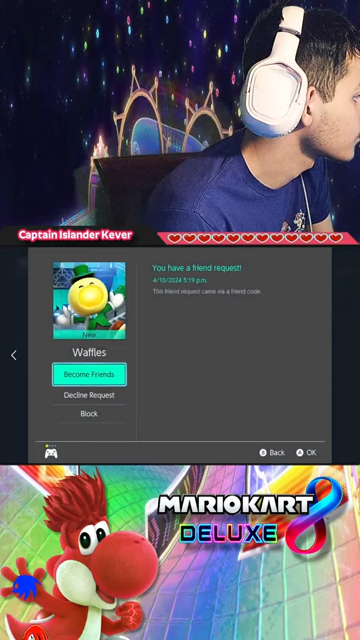 Captain Islander Kever
You have a friend request!
4/10/2024 5:19 p.m.
This friend request came via a friend code.
New
Waffles
Become Friends
Decline Request
Block
Back
OK
MARIOKART 8
DELUXE